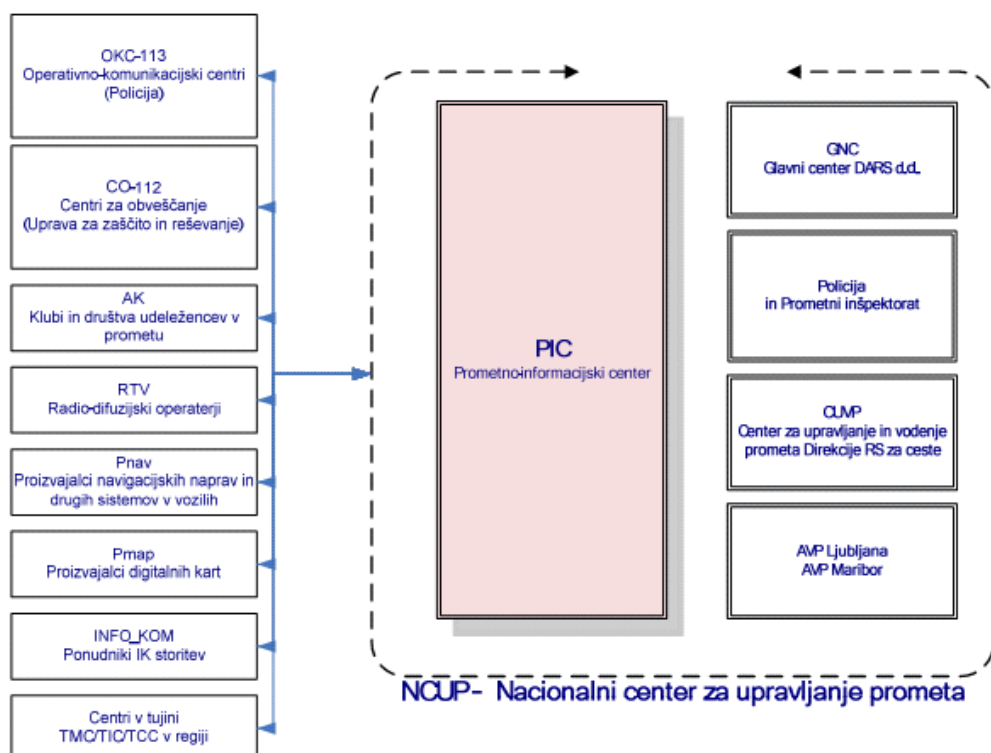 OKC-113
Operativno-komunikacijski centri
(Policija)
CO-112
Centri za obveščanje
(Uprava za zaščito in reševanje)
AK
Klubi in društva udeležencev v
prometu
RTV
Radio-difuzijski operaterji
Pnav
Proizvajalci navigacijskih naprav in
drugih sistemov v vozilih
Pmap
Proizvajalci digitalnih kart
INFO_KOM
Ponudniki IK storitev
Centri v tujini
TMC/TIC/TCC v regiji
PIC
Prometno-informacijski center
GNC
Glavni center DARS d.d.
Policija
in Prometni inšpektorat
CUVP
Center za upravljanje in vodenje
prometa Direkcije RS za ceste
AVP Ljubljana
AVP Maribor
NCUP- Nacionalni center za upravljanje prometa